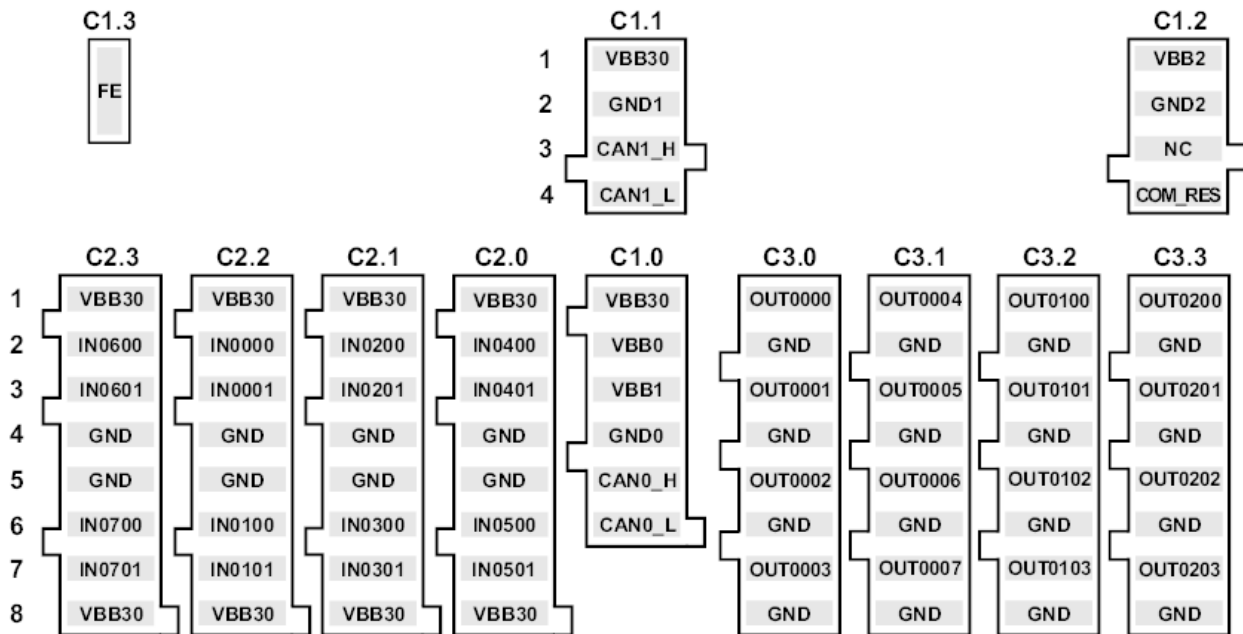 C1.3 C1.1 C1.2
1 VBB30 VBB2
FE
2 GND1 GND2
3 CAN1_H NC
4 CAN1_L COM_RES
C2.3 C2.2 C2.1 C2.0 C1.0 C3.0 C3.1 C3.2 C3.3
1 VBB30 VBB30 VBB30 VBB30 VBB30 OUT0000 OUT0004 OUT0100 OUT0200
2 IN0600 IN0000 IN0200 IN0400 VBB0 GND GND GND GND
3 IN0601 IN0001 IN0201 IN0401 VBB1 OUT0001 OUT0005 OUT0101 OUT0201
4 GND GND GND GND GND0 GND GND GND GND
5 GND GND GND GND CAN0_H OUT0002 OUT0006 OUT0102 OUT0202
6 IN0700 IN0100 IN0300 IN0500 CAN0_L GND GND GND GND
7 IN0701 IN0101 IN0301 IN0501 OUT0003 OUT0007 OUT0103 OUT0203
8 VBB30 VBB30 VBB30 VBB30 GND GND GND GND